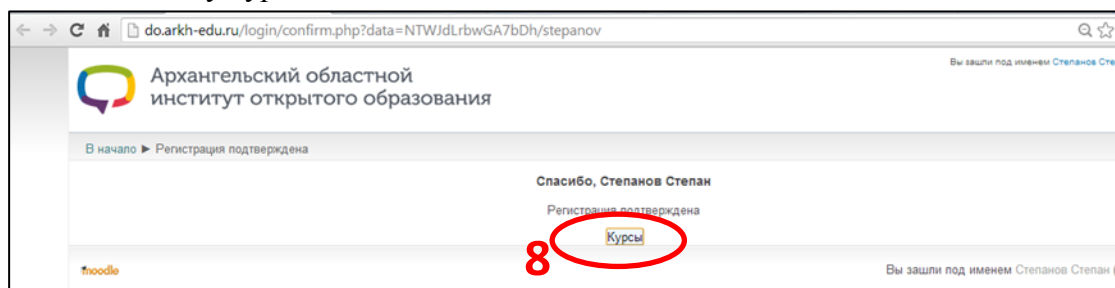 do.arkh-edu.ru/login/confirm.php?data=NTWJdLrbwGA7bDh/stepanov
Вы зашли под именем Степанов Сте
Архангельский областной
институт открытого образования
В начало ► Регистрация подтверждена
Спасибо, Степанов Степан
Регистрация подтверждена
Курсы
8
moodle
Вы зашли под именем Степанов Степан (